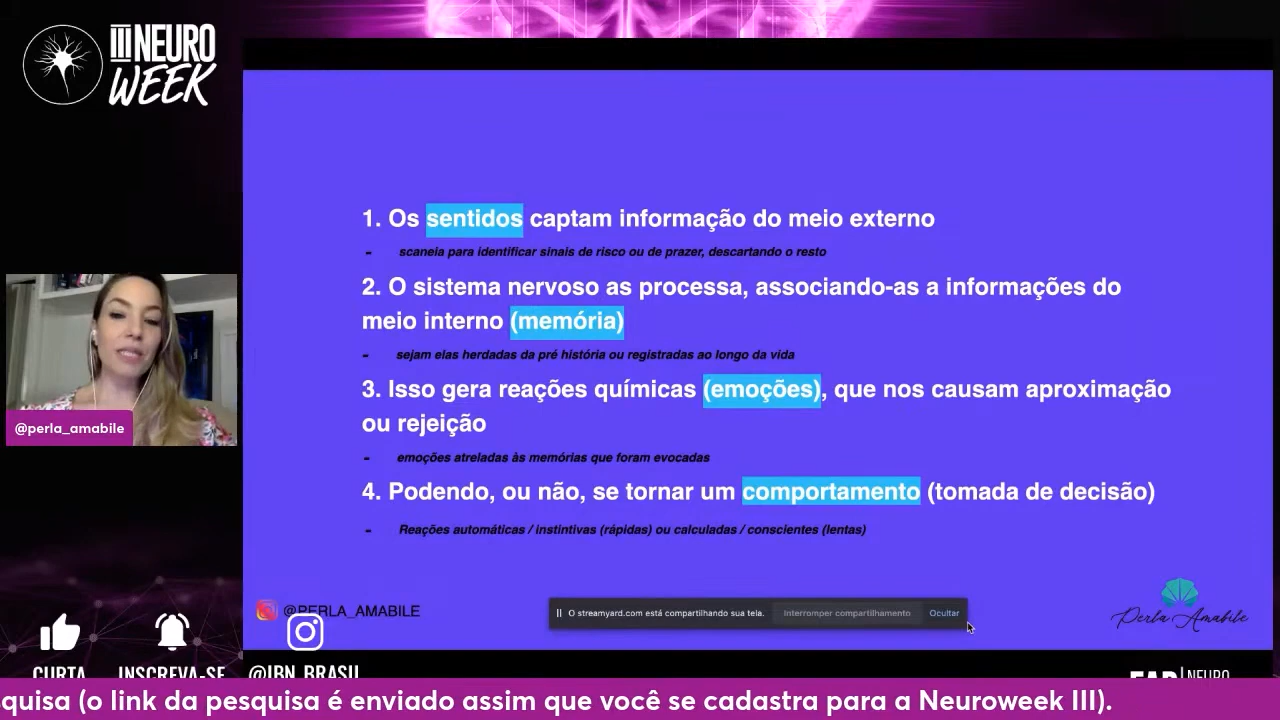 III NEURO
WEEK
1. Os sentidos captam informação do meio externo
- scaneia para identificar sinais de risco ou de prazer, descartando o resto
2. O sistema nervoso as processa, associando-as a informações do
meio interno (memória)
- sejam elas herdadas da pré história ou registradas ao longo da vida
3. Isso gera reações químicas (emoções), que nos causam aproximação
ou rejeição
- emoções atreladas às memórias que foram evocadas
4. Podendo, ou não, se tornar um comportamento (tomada de decisão)
- Reações automáticas / instintivas (rápidas) ou calculadas / conscientes (lentas)
@perla_amabile
@PERLA_AMABILE
O streamyard.com está compartilhando sua tela. Interromper compartilhamento Ocultar
Perla Amabile
CURTA INSCREVA-SE @IBN_BRASIL
NEURO
squisa (o link da pesquisa é enviado assim que você se cadastra para a Neuroweek III).